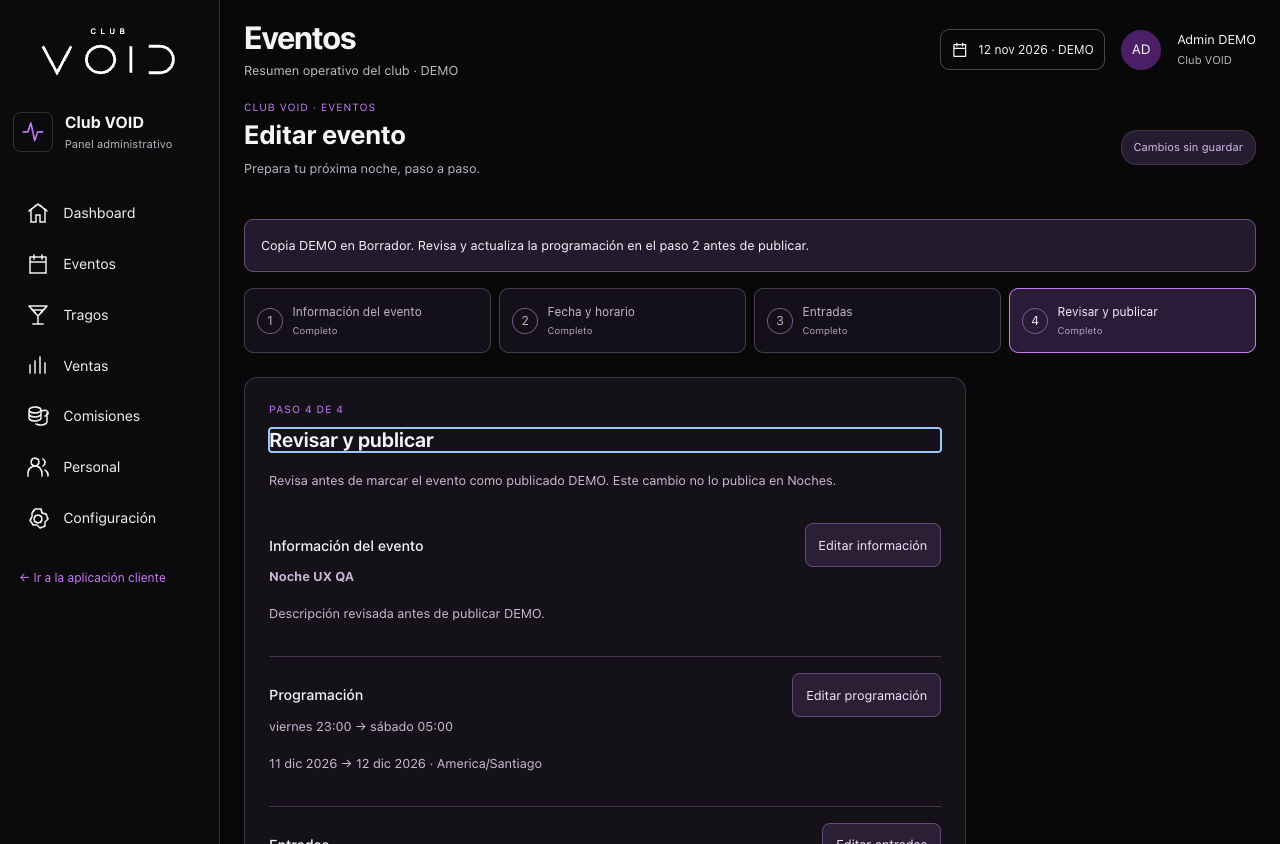 CLUB
VOID
Club VOID
Panel administrativo
Dashboard
Eventos
Tragos
Ventas
Comisiones
Personal
Configuración
← Ir a la aplicación cliente
Eventos
Resumen operativo del club · DEMO
12 nov 2026 · DEMO
AD
Admin DEMO
Club VOID
CLUB VOID · EVENTOS
Editar evento
Prepara tu próxima noche, paso a paso.
Cambios sin guardar
Copia DEMO en Borrador. Revisa y actualiza la programación en el paso 2 antes de publicar.
1
Información del evento
Completo
2
Fecha y horario
Completo
3
Entradas
Completo
4
Revisar y publicar
Completo
PASO 4 DE 4
Revisar y publicar
Revisa antes de marcar el evento como publicado DEMO. Este cambio no lo publica en Noches.
Información del evento
Editar información
Noche UX QA
Descripción revisada antes de publicar DEMO.
Programación
Editar programación
viernes 23:00 → sábado 05:00
11 dic 2026 → 12 dic 2026 · America/Santiago
Entradas
Editar entradas